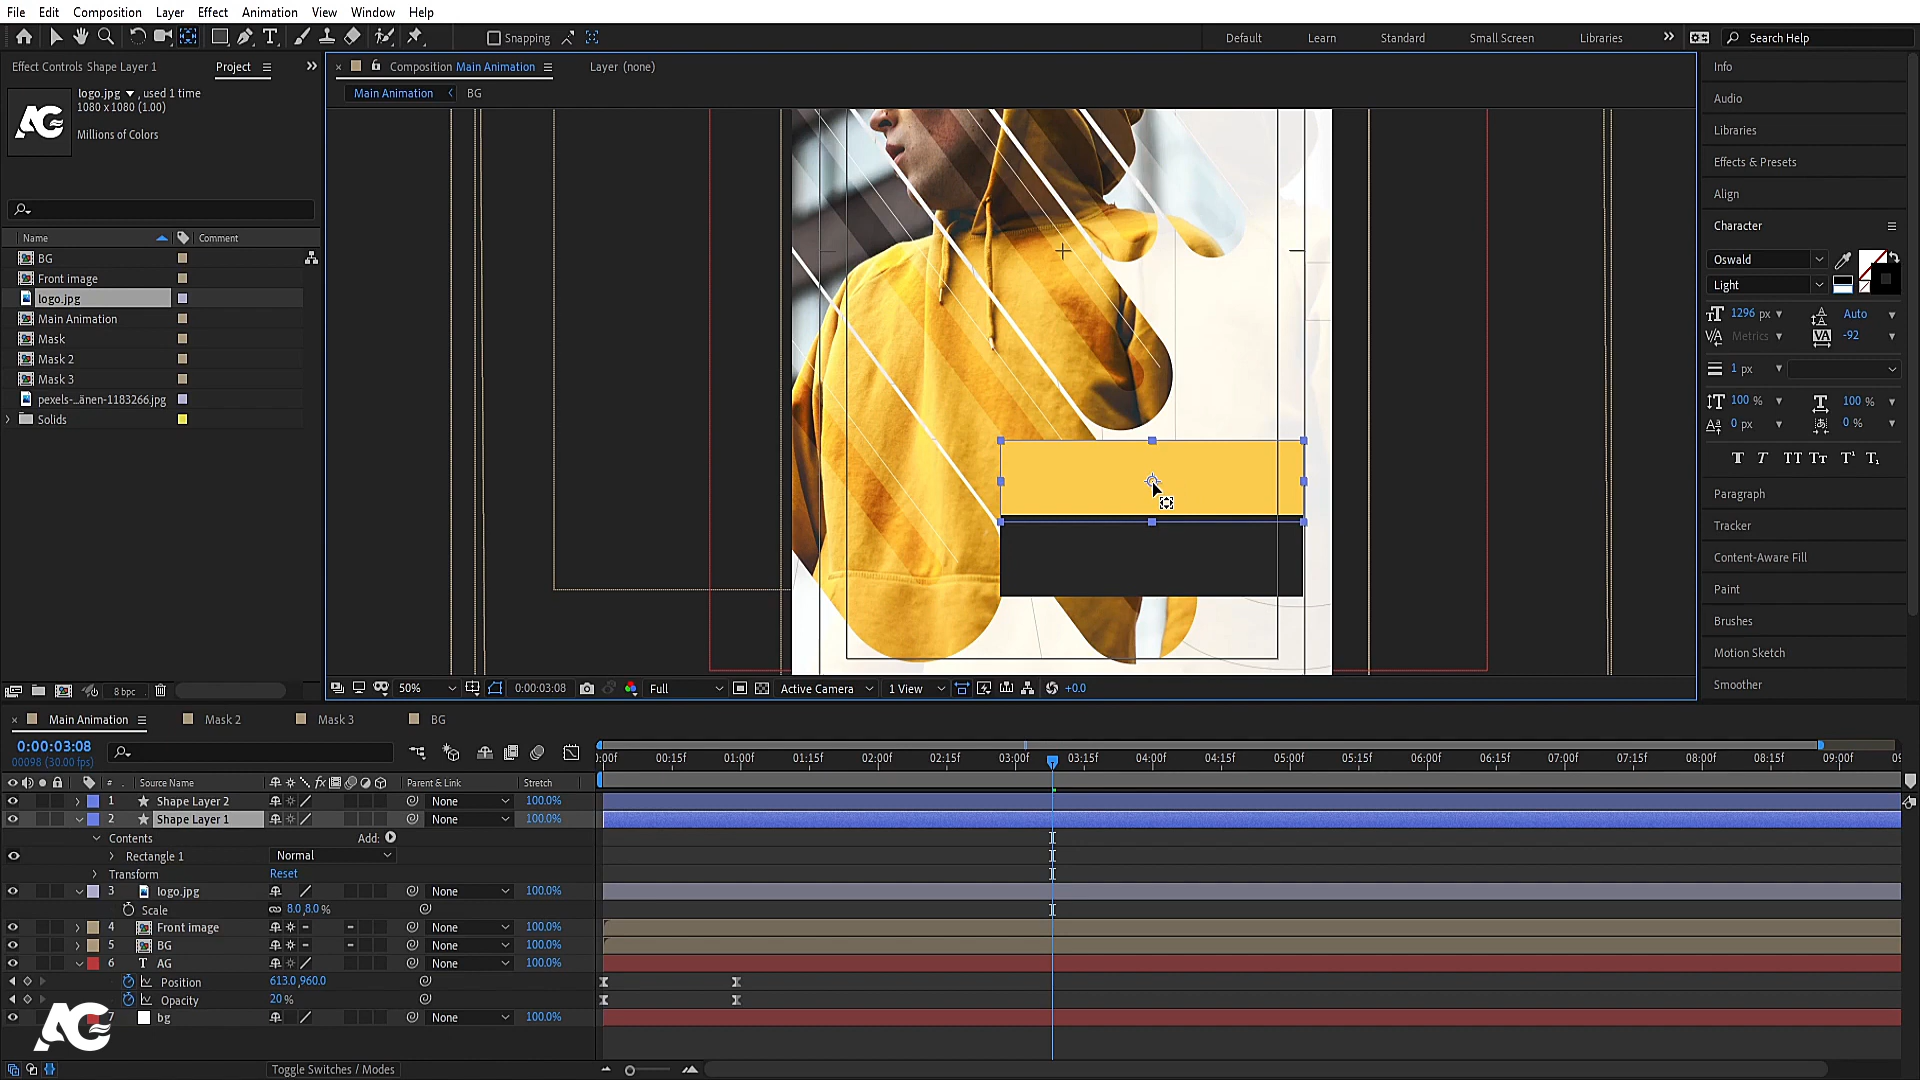 File Edit Composition Layer Effect Animation View Window Help
Snapping Default Learn Standard Small Screen Libraries Search Help
Effect Controls Shape Layer 1 Project
Composition Main Animation Layer (none)
Main Animation BG
logo.jpg , used 1 time
1080 x 1080 (1.00)
Millions of Colors
AG
Name Comment
BG
Front image
logo.jpg
Main Animation
Mask
Mask 2
Mask 3
pexels-...änen-1183266.jpg
Solids
8 bpc
50% 0:00:03:08 Full Active Camera 1 View +0.0
Info
Audio
Libraries
Effects & Presets
Align
Character
Oswald
Light
1296 px Auto
Metrics -92
1 px
100 % 100 %
0 px 0 %
T T TT Tт T¹ T₁
Paragraph
Tracker
Content-Aware Fill
Paint
Brushes
Motion Sketch
Smoother
Main Animation Mask 2 Mask 3 BG
0:00:03:08
00098 (30.00 fps)
:00f 00:15f 01:00f 01:15f 02:00f 02:15f 03:00f 03:15f 04:00f 04:15f 05:00f 05:15f 06:00f 06:15f 07:00f 07:15f 08:00f 08:15f 09:00f 09
# Source Name fx Parent & Link Stretch
1 Shape Layer 2 None 100.0%
2 Shape Layer 1 None 100.0%
Contents Add:
Rectangle 1 Normal
Transform Reset
3 logo.jpg None 100.0%
Scale 8.0,8.0 %
4 Front image None 100.0%
5 BG None 100.0%
6 T AG None 100.0%
Position 613.0,960.0
Opacity 20 %
7 bg None 100.0%
AG
Toggle Switches / Modes